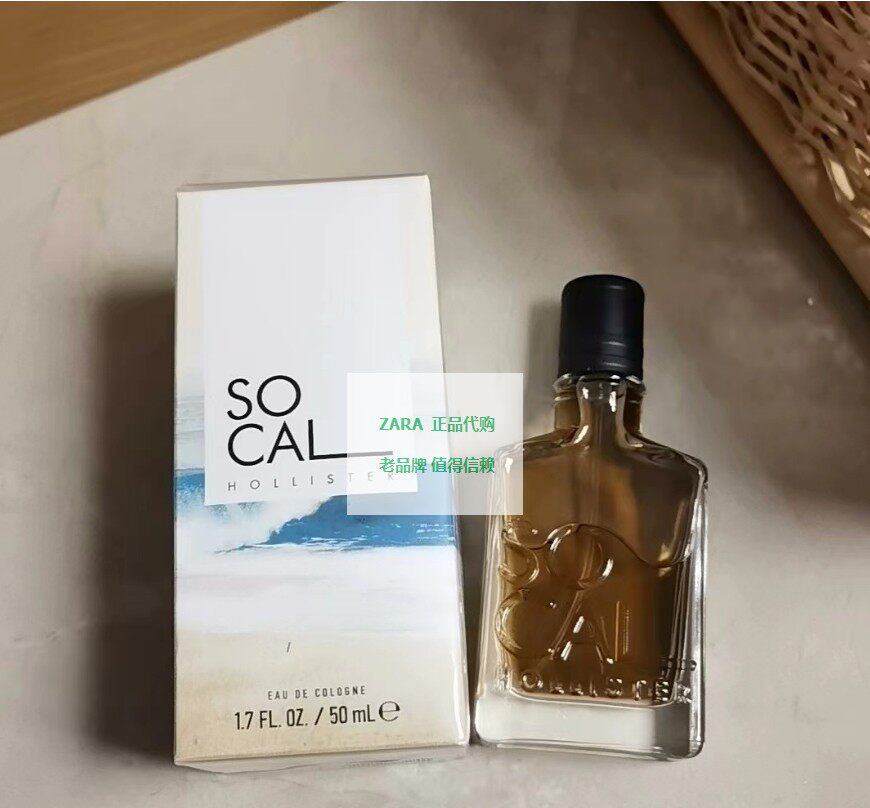 SO
CAL
HOLLISTER
ZARA 正品代购
老品牌 值得信赖
EAU DE COLOGNE
1.7 FL. OZ. / 50 mL ℮
SO
CAL
HOLLISTER